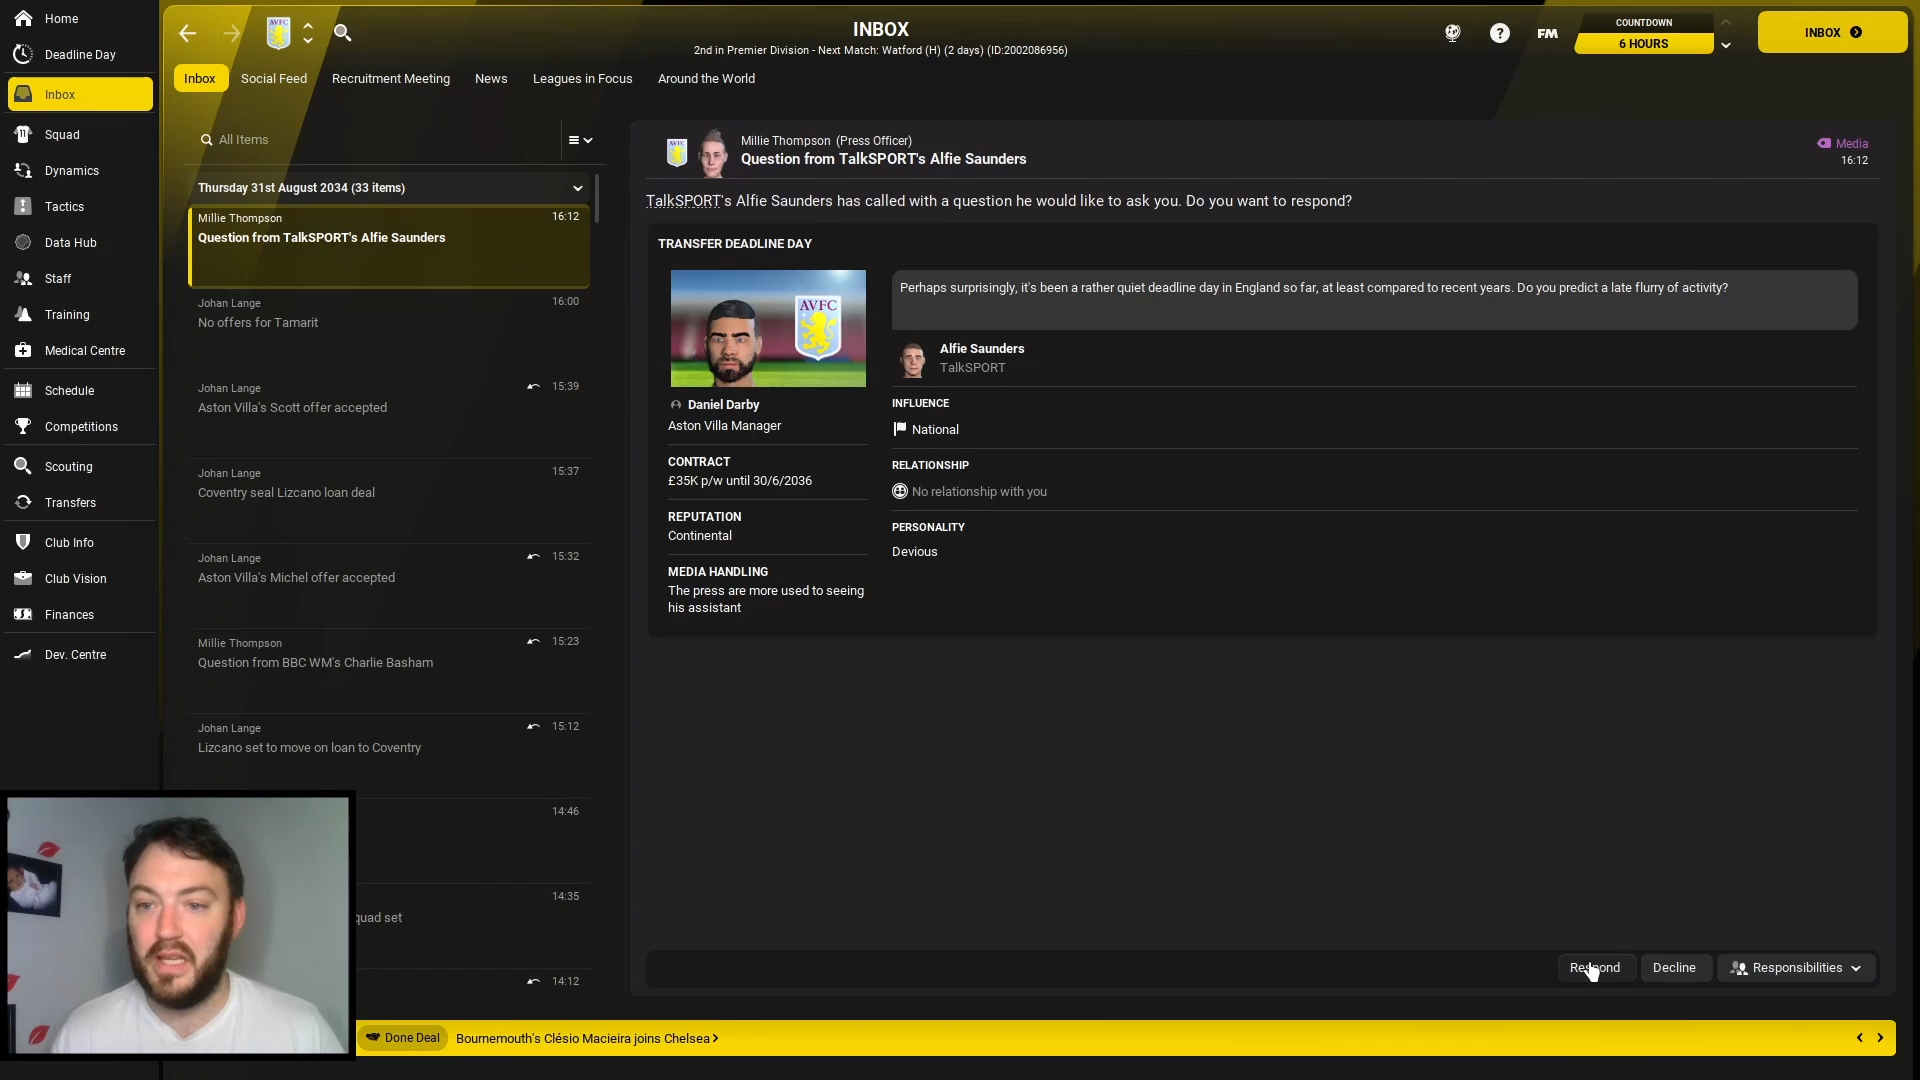 Home
Deadline Day
Inbox
Squad
Dynamics
Tactics
Data Hub
Staff
Training
Medical Centre
Schedule
Competitions
Scouting
Transfers
Club Info
Club Vision
Finances
Dev. Centre
INBOX
2nd in Premier Division - Next Match: Watford (H) (2 days) (ID:2002086956)
FM
COUNTDOWN
6 HOURS
INBOX
Inbox
Social Feed
Recruitment Meeting
News
Leagues in Focus
Around the World
All Items
Thursday 31st August 2034 (33 items)
Millie Thompson 16:12
Question from TalkSPORT's Alfie Saunders
Johan Lange 16:00
No offers for Tamarit
Johan Lange 15:39
Aston Villa's Scott offer accepted
Johan Lange 15:37
Coventry seal Lizcano loan deal
Johan Lange 15:32
Aston Villa's Michel offer accepted
Millie Thompson 15:23
Question from BBC WM's Charlie Basham
Johan Lange 15:12
Lizcano set to move on loan to Coventry
14:46
14:35
quad set
14:12
Millie Thompson (Press Officer)
Question from TalkSPORT's Alfie Saunders
Media
16:12
TalkSPORT's Alfie Saunders has called with a question he would like to ask you. Do you want to respond?
TRANSFER DEADLINE DAY
AVFC
Daniel Darby
Aston Villa Manager
CONTRACT
£35K p/w until 30/6/2036
REPUTATION
Continental
MEDIA HANDLING
The press are more used to seeing
his assistant
Perhaps surprisingly, it's been a rather quiet deadline day in England so far, at least compared to recent years. Do you predict a late flurry of activity?
Alfie Saunders
TalkSPORT
INFLUENCE
National
RELATIONSHIP
No relationship with you
PERSONALITY
Devious
Respond
Decline
Responsibilities
Done Deal
Bournemouth's Clésio Macieira joins Chelsea